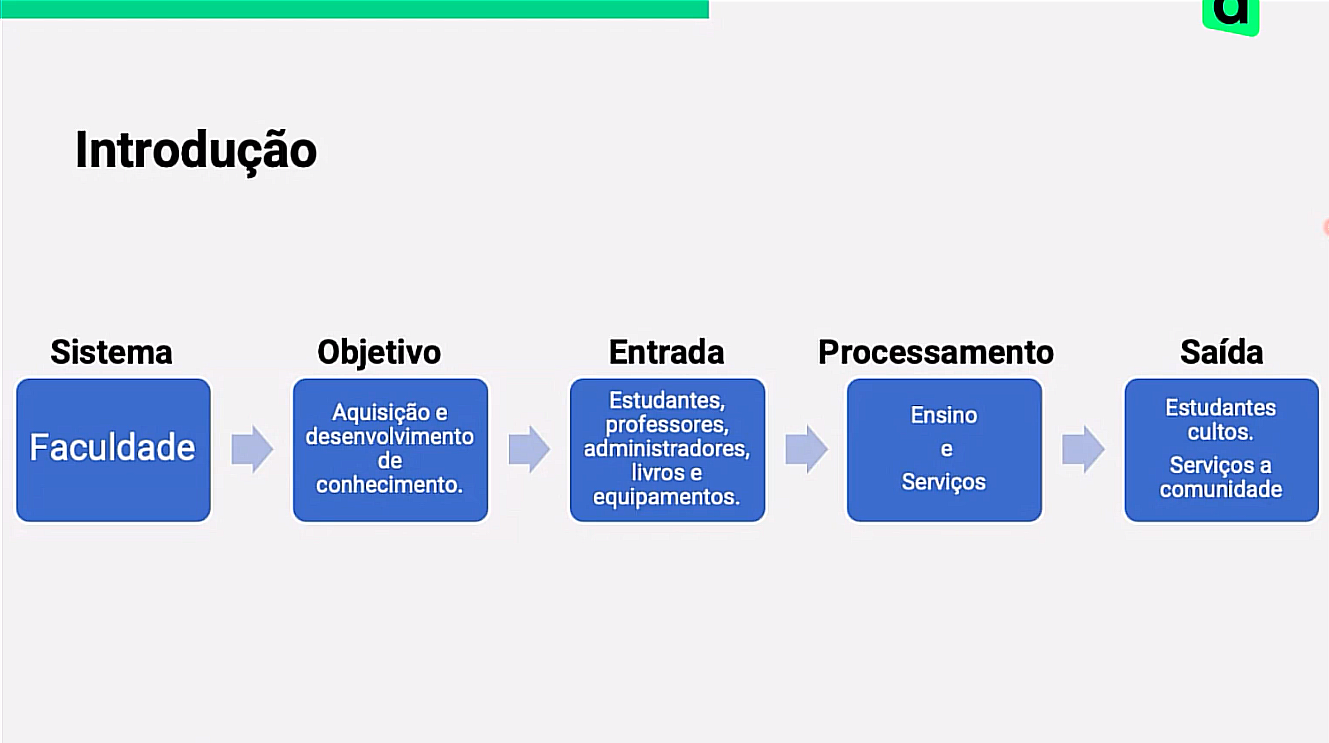 Introdução
Sistema
Faculdade
Objetivo
Aquisição e
desenvolvimento
de
conhecimento.
Entrada
Estudantes,
professores,
administradores,
livros e
equipamentos.
Processamento
Ensino
e
Serviços
Saída
Estudantes
cultos.
Serviços a
comunidade